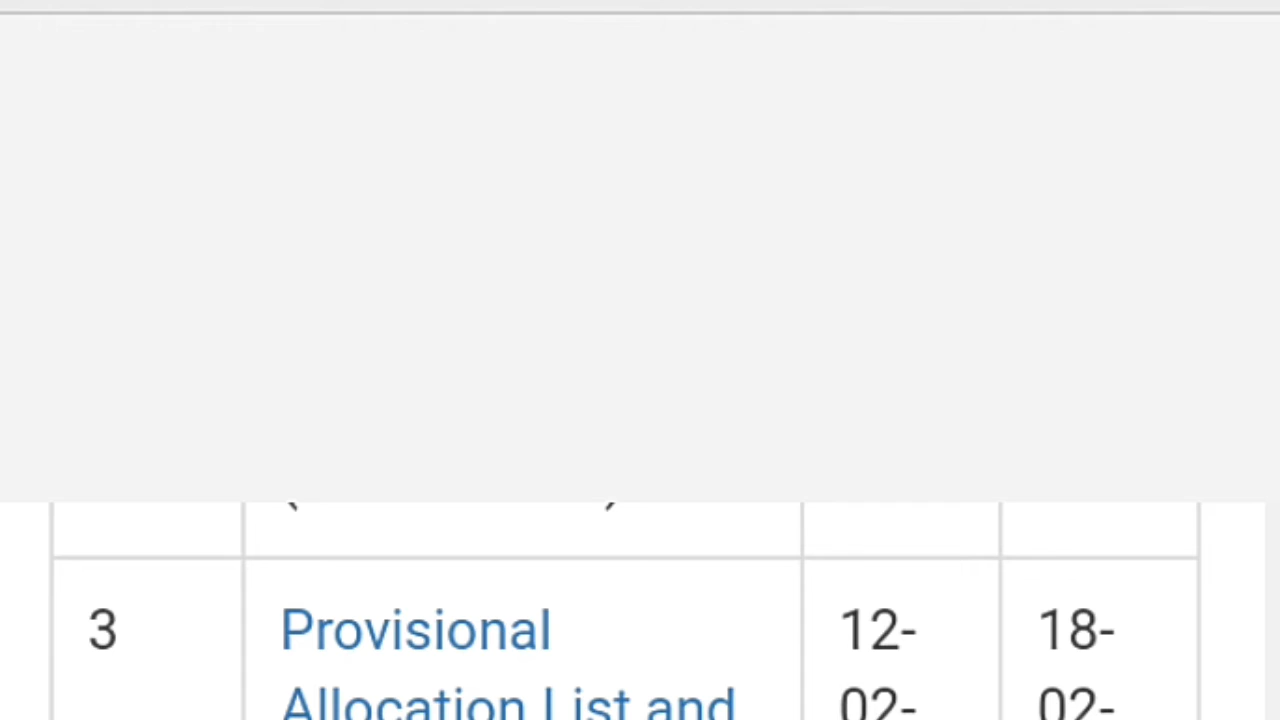 3 Provisional 12- 18-
Allocation List and 02- 02-